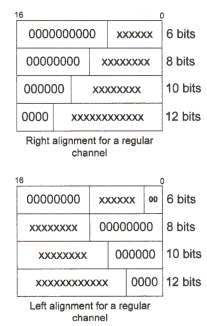 16 0
0000000000 xxxxxx 6 bits
00000000 xxxxxxxx 8 bits
000000 xxxxxxxx 10 bits
0000 xxxxxxxxxxxx 12 bits
Right alignment for a regular
channel
16 0
00000000 xxxxxx 00 6 bits
xxxxxxxx 00000000 8 bits
xxxxxxxx 000000 10 bits
xxxxxxxxxxxx 0000 12 bits
Left alignment for a regular
channel